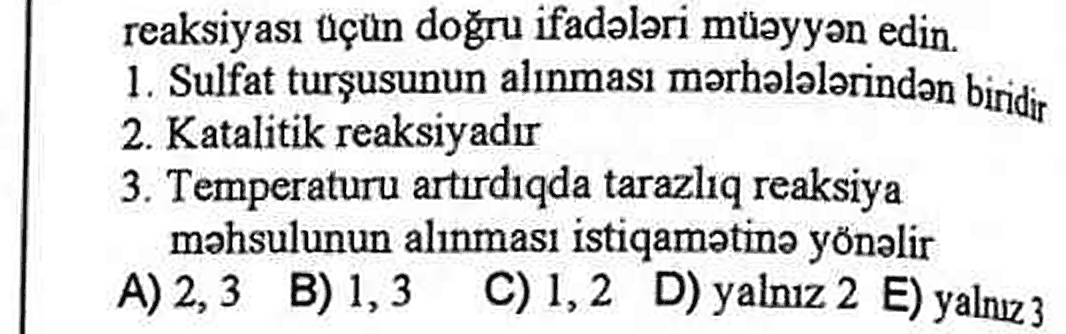 reaksiyası üçün doğru ifadələri müəyyən edin.
1. Sulfat turşusunun alınması mərhələlərindən biridir
2. Katalitik reaksiyadır
3. Temperaturu artırdıqda tarazlıq reaksiya
məhsulunun alınması istiqamətinə yönəlir
A) 2, 3 B) 1, 3 C) 1, 2 D) yalnız 2 E) yalnız 3